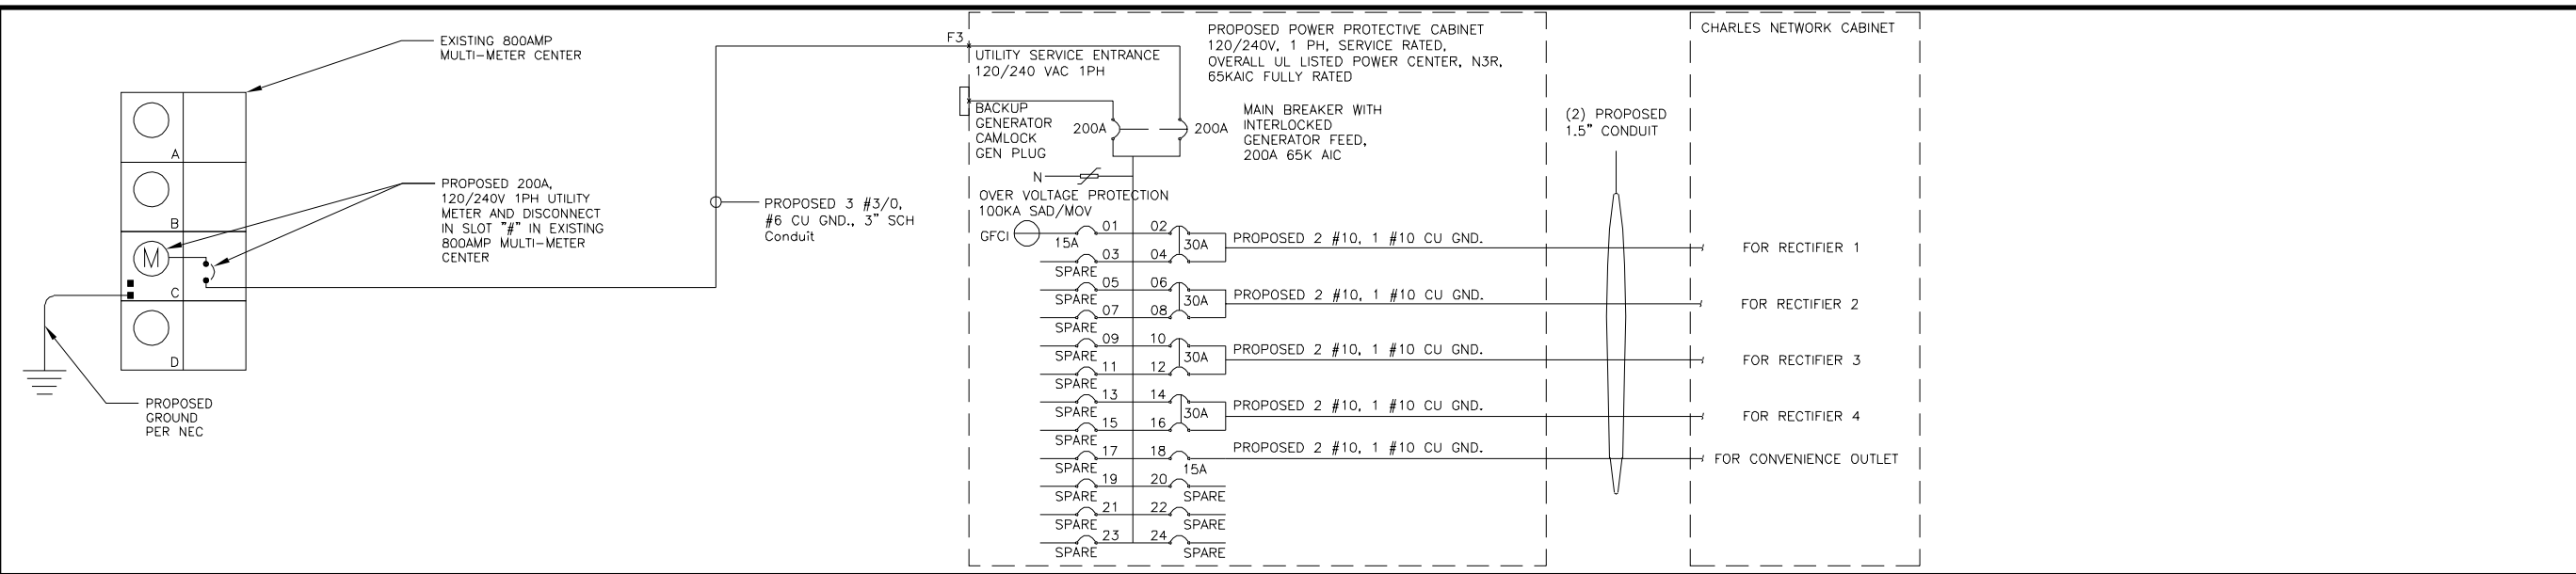 EXISTING 800AMP
MULTI-METER CENTER
A
B
M
C
D
PROPOSED 200A,
120/240V 1PH UTILITY
METER AND DISCONNECT
IN SLOT "#" IN EXISTING
800AMP MULTI-METER
CENTER
PROPOSED
GROUND
PER NEC
PROPOSED 3 #3/0,
#6 CU GND., 3" SCH
Conduit
F3
UTILITY SERVICE ENTRANCE
120/240 VAC 1PH
PROPOSED POWER PROTECTIVE CABINET
120/240V, 1 PH, SERVICE RATED,
OVERALL UL LISTED POWER CENTER, N3R,
65KAIC FULLY RATED
BACKUP
GENERATOR
CAMLOCK
GEN PLUG
200A
200A
MAIN BREAKER WITH
INTERLOCKED
GENERATOR FEED,
200A 65K AIC
N
OVER VOLTAGE PROTECTION
100KA SAD/MOV
GFCI
15A
01
02
30A
PROPOSED 2 #10, 1 #10 CU GND.
SPARE
03
04
SPARE
05
06
30A
PROPOSED 2 #10, 1 #10 CU GND.
SPARE
07
08
SPARE
09
10
30A
PROPOSED 2 #10, 1 #10 CU GND.
SPARE
11
12
SPARE
13
14
30A
PROPOSED 2 #10, 1 #10 CU GND.
SPARE
15
16
SPARE
17
18
15A
PROPOSED 2 #10, 1 #10 CU GND.
SPARE
19
20
SPARE
SPARE
21
22
SPARE
SPARE
23
24
SPARE
(2) PROPOSED
1.5" CONDUIT
CHARLES NETWORK CABINET
FOR RECTIFIER 1
FOR RECTIFIER 2
FOR RECTIFIER 3
FOR RECTIFIER 4
FOR CONVENIENCE OUTLET